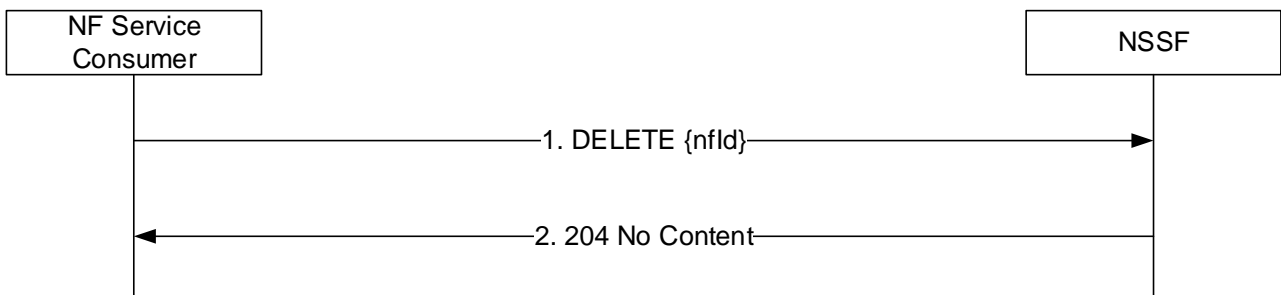 NF Service
Consumer
NSSF
1. DELETE {nfId}
2. 204 No Content